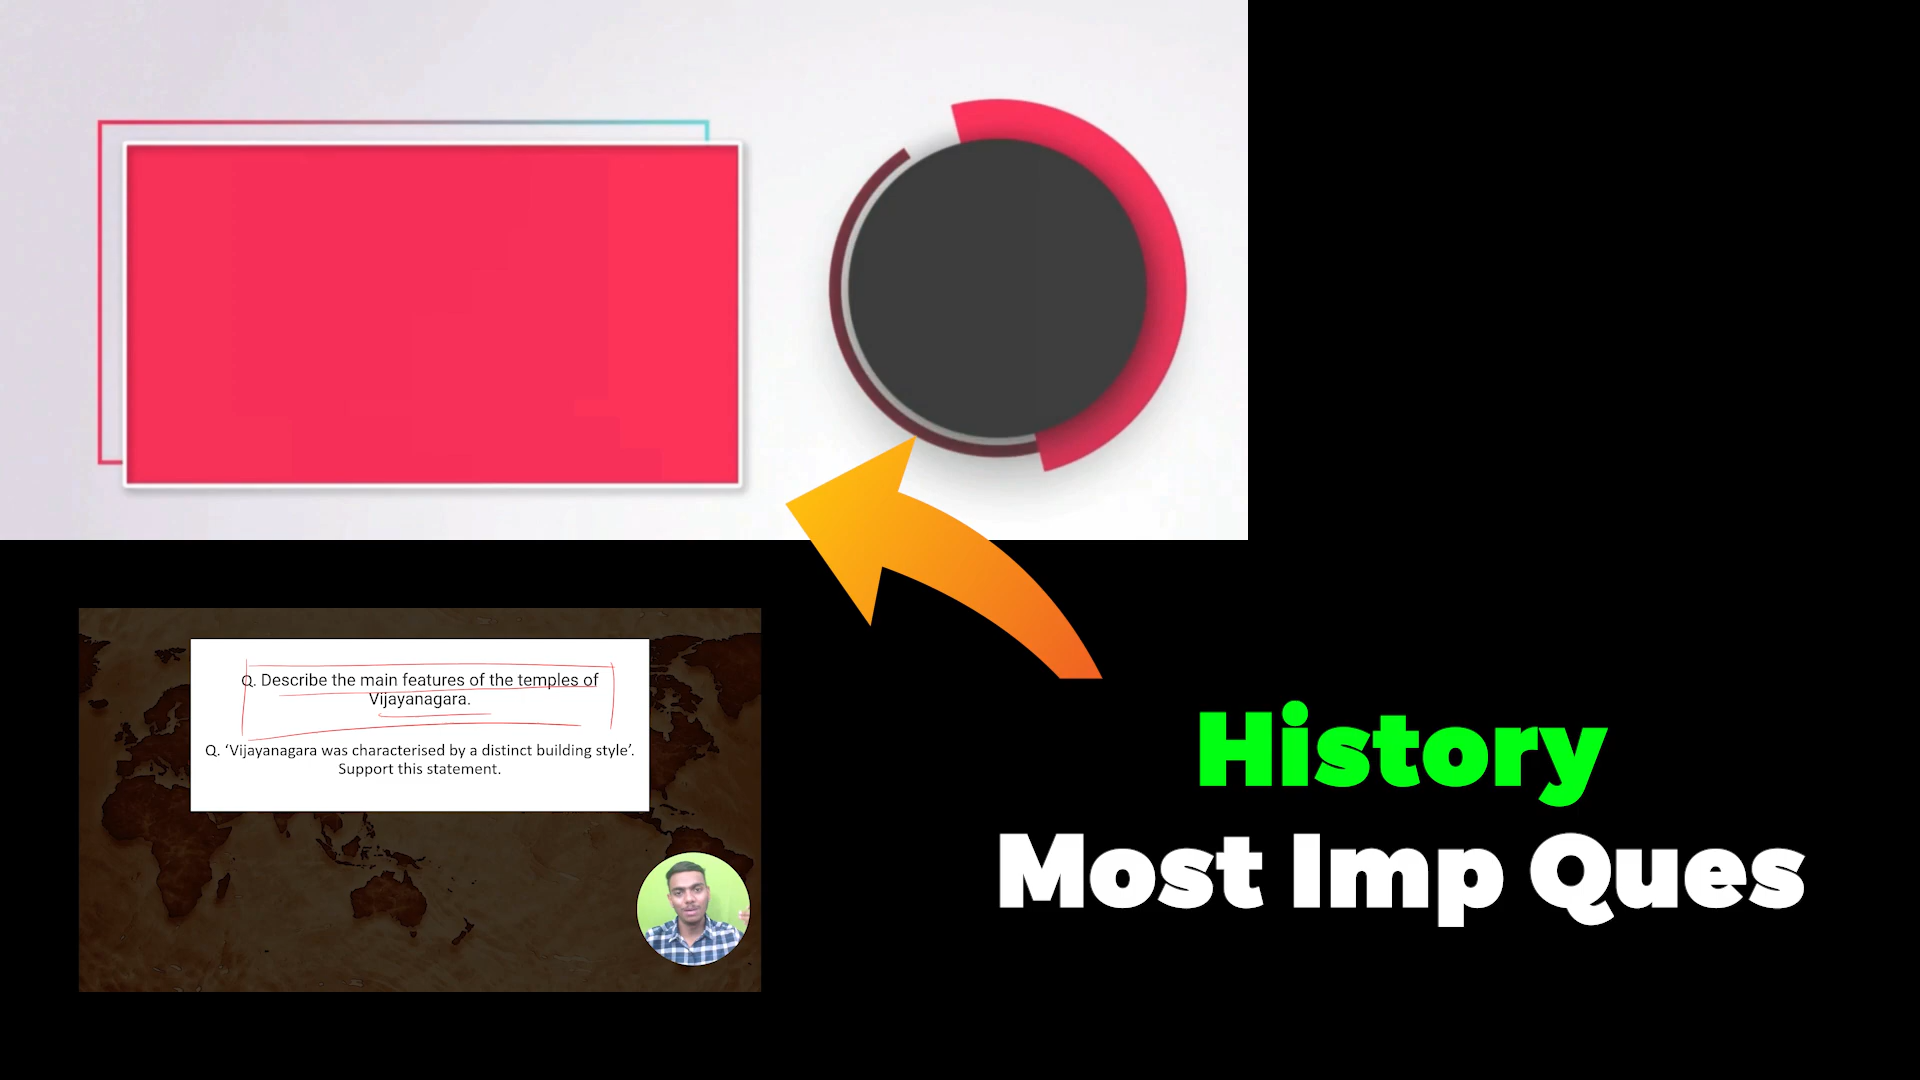 Q. Describe the main features of the temples of
Vijayanagara.
Q. ‘Vijayanagara was characterised by a distinct building style’.
Support this statement.
History
Most Imp Ques